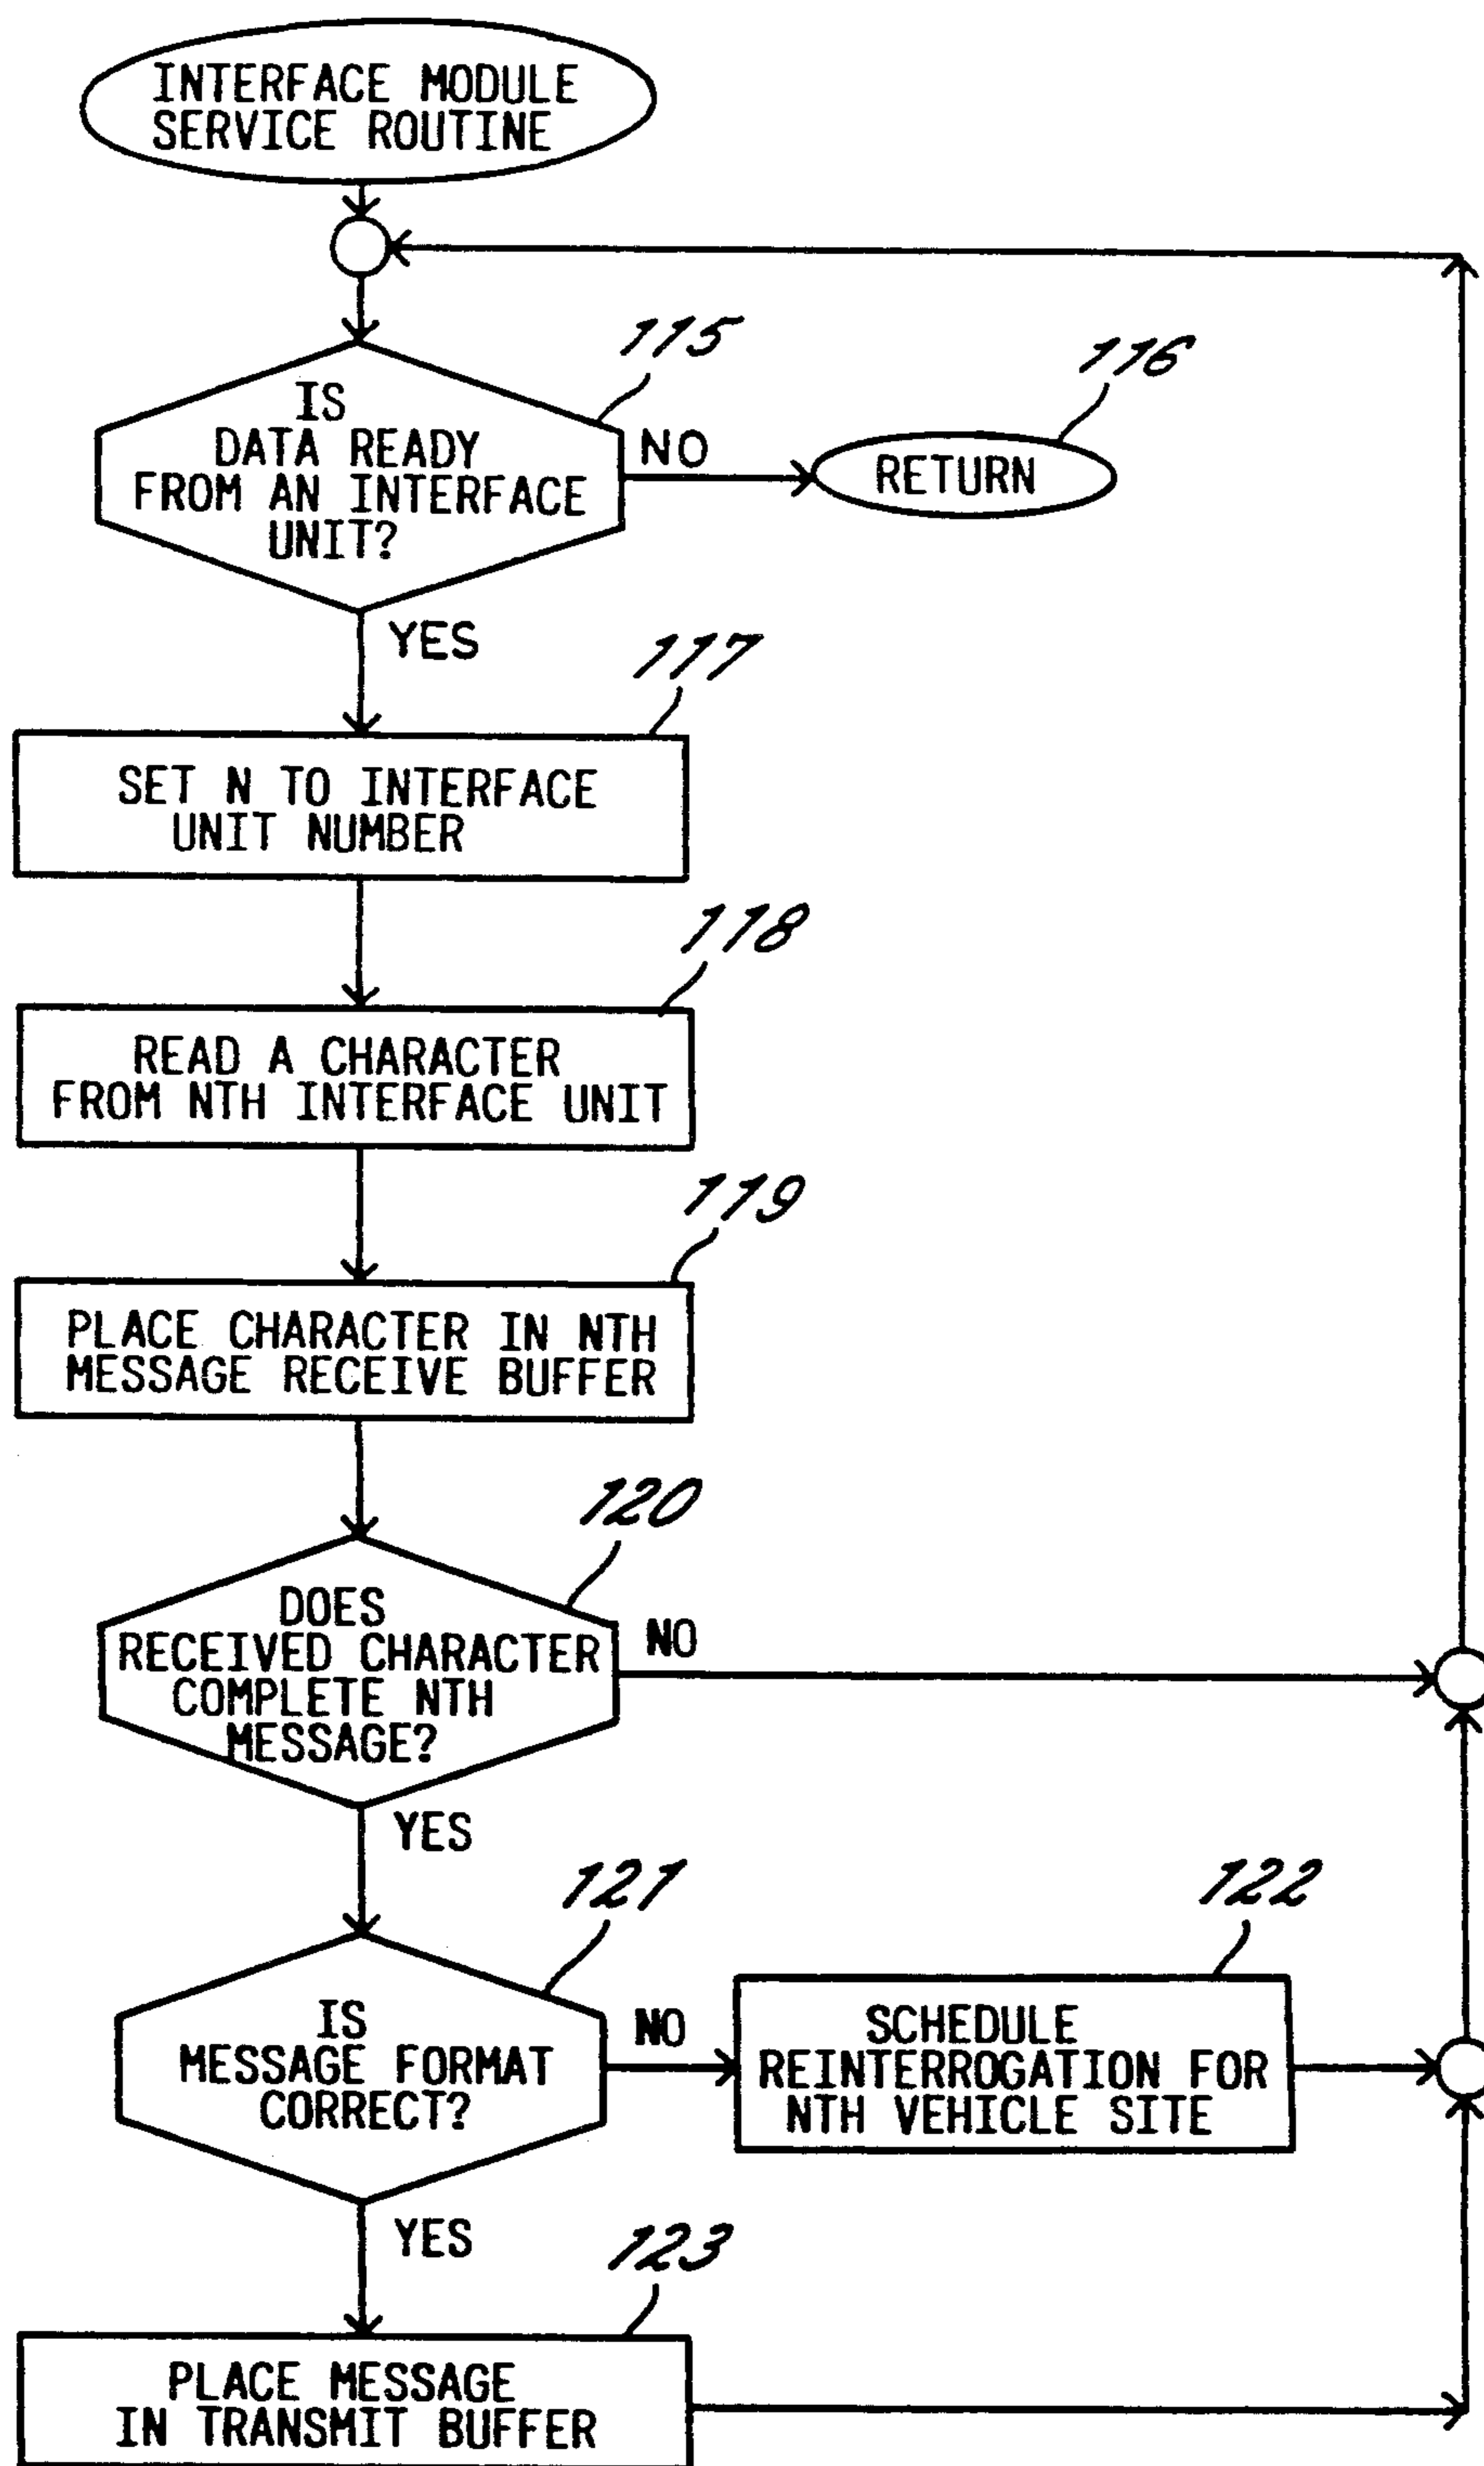 INTERFACE MODULE
SERVICE ROUTINE
115
116
IS
DATA READY
FROM AN INTERFACE
UNIT?
NO
RETURN
YES
117
SET N TO INTERFACE
UNIT NUMBER
118
READ A CHARACTER
FROM NTH INTERFACE UNIT
119
PLACE CHARACTER IN NTH
MESSAGE RECEIVE BUFFER
120
DOES
RECEIVED CHARACTER
COMPLETE NTH
MESSAGE?
NO
YES
121
122
IS
MESSAGE FORMAT
CORRECT?
NO
SCHEDULE
REINTERROGATION FOR
NTH VEHICLE SITE
YES
123
PLACE MESSAGE
IN TRANSMIT BUFFER